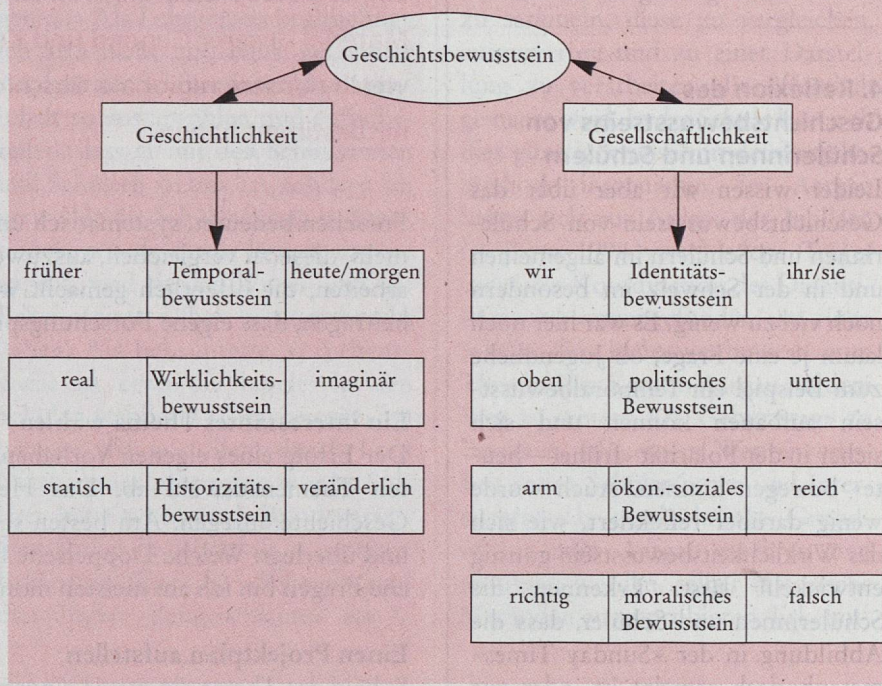 Geschichtsbewusstsein
Geschichtlichkeit
Gesellschaftlichkeit
früher
Temporal-
bewusstsein
heute/morgen
real
Wirklichkeits-
bewusstsein
imaginär
statisch
Historizitäts-
bewusstsein
veränderlich
wir
Identitäts-
bewusstsein
ihr/sie
oben
politisches
Bewusstsein
unten
arm
ökon.-soziales
Bewusstsein
reich
richtig
moralisches
Bewusstsein
falsch